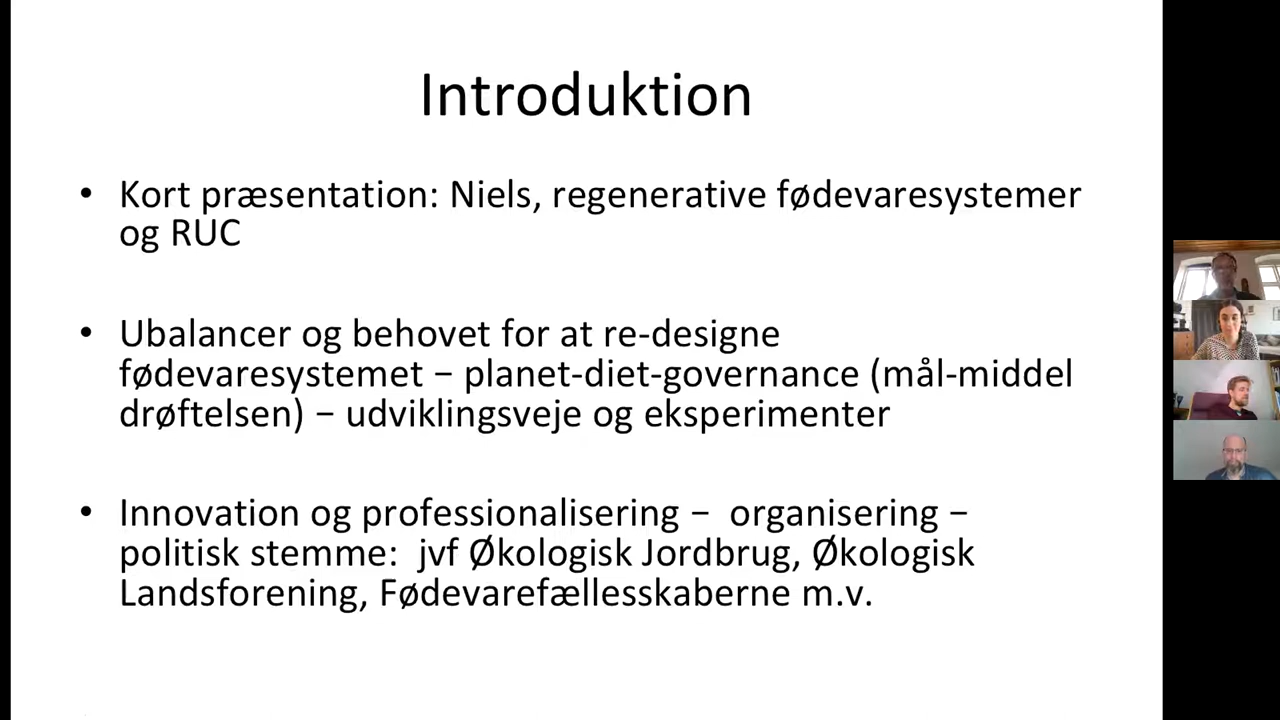 Introduktion
• Kort præsentation: Niels, regenerative fødevaresystemer
og RUC
• Ubalancer og behovet for at re-designe
fødevaresystemet – planet-diet-governance (mål-middel
drøftelsen) – udviklingsveje og eksperimenter
• Innovation og professionalisering –  organisering –
politisk stemme:  jvf Økologisk Jordbrug, Økologisk
Landsforening, Fødevarefællesskaberne m.v.